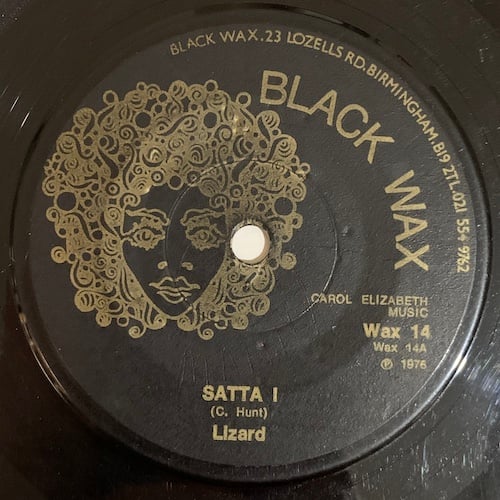 BLACK WAX.23 LOZELLS RD.BIRMINGHAM.B19 2TL.021 554 9762
BLACK WAX
CAROL ELIZABETH
MUSIC
Wax 14
Wax 14A
℗ 1976
SATTA I
(C. Hunt)
Lizard